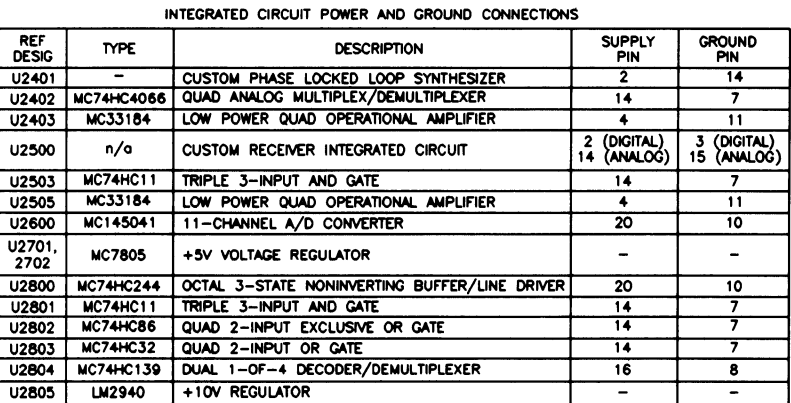 INTEGRATED CIRCUIT POWER AND GROUND CONNECTIONS
REF DESIG TYPE DESCRIPTION SUPPLY PIN GROUND PIN
U2401 – CUSTOM PHASE LOCKED LOOP SYNTHESIZER 2 14
U2402 MC74HC4066 QUAD ANALOG MULTIPLEX/DEMULTIPLEXER 14 7
U2403 MC33184 LOW POWER QUAD OPERATIONAL AMPLIFIER 4 11
U2500 n/a CUSTOM RECEIVER INTEGRATED CIRCUIT 2 (DIGITAL) 14 (ANALOG) 3 (DIGITAL) 15 (ANALOG)
U2503 MC74HC11 TRIPLE 3-INPUT AND GATE 14 7
U2505 MC33184 LOW POWER QUAD OPERATIONAL AMPLIFIER 4 11
U2600 MC145041 11-CHANNEL A/D CONVERTER 20 10
U2701, 2702 MC7805 +5V VOLTAGE REGULATOR – –
U2800 MC74HC244 OCTAL 3-STATE NONINVERTING BUFFER/LINE DRIVER 20 10
U2801 MC74HC11 TRIPLE 3-INPUT AND GATE 14 7
U2802 MC74HC86 QUAD 2-INPUT EXCLUSIVE OR GATE 14 7
U2803 MC74HC32 QUAD 2-INPUT OR GATE 14 7
U2804 MC74HC139 DUAL 1-OF-4 DECODER/DEMULTIPLEXER 16 8
U2805 LM2940 +10V REGULATOR – –